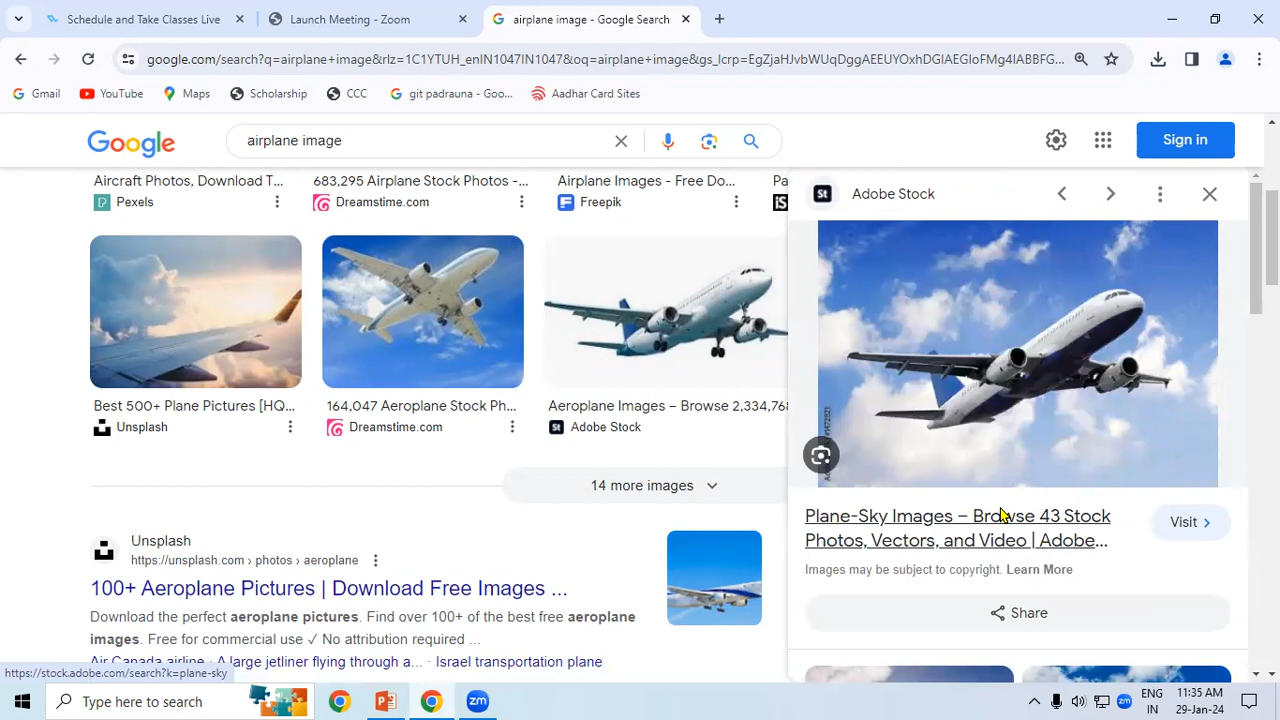 Schedule and Take Classes Live
Launch Meeting - Zoom
airplane image - Google Search
google.com/search?q=airplane+image&rlz=1C1YTUH_enIN1047IN1047&oq=airplane+image&gs_lcrp=EgZjaHJvbWUqDggAEEUYOxhDGIAEGIoFMg4IABBFG...
Gmail
YouTube
Maps
Scholarship
CCC
git padrauna - Goo...
Aadhar Card Sites
Google
airplane image
Sign in
Aircraft Photos, Download T...
683,295 Airplane Stock Photos -...
Airplane Images - Free Do...
Pexels
Dreamstime.com
Freepik
St Adobe Stock
Best 500+ Plane Pictures [HQ...
164,047 Aeroplane Stock Ph...
Aeroplane Images – Browse 2,334,768
Unsplash
Dreamstime.com
St Adobe Stock
14 more images
Plane-Sky Images – Browse 43 Stock
Photos, Vectors, and Video | Adobe...
Visit
Images may be subject to copyright. Learn More
Share
Unsplash
https://unsplash.com › photos › aeroplane
100+ Aeroplane Pictures | Download Free Images ...
Download the perfect aeroplane pictures. Find over 100+ of the best free aeroplane
images. Free for commercial use ✓ No attribution required ...
Air Canada airline · A large jetliner flying through a... · Israel transportation plane
https://stock.adobe.com/search?k=plane-sky
Type here to search
zm
zm
ENG
IN
11:35 AM
29-Jan-24